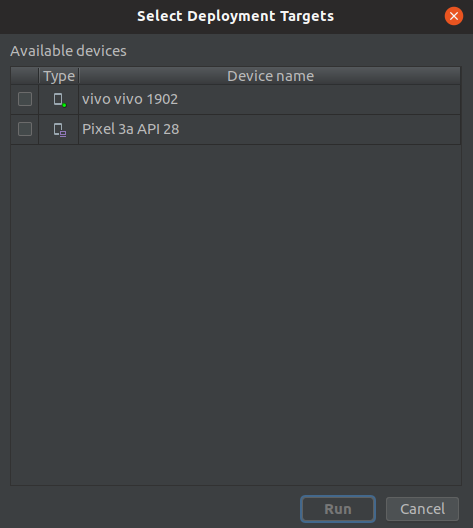 Select Deployment Targets
Available devices
Type Device name
vivo vivo 1902
Pixel 3a API 28
Run Cancel